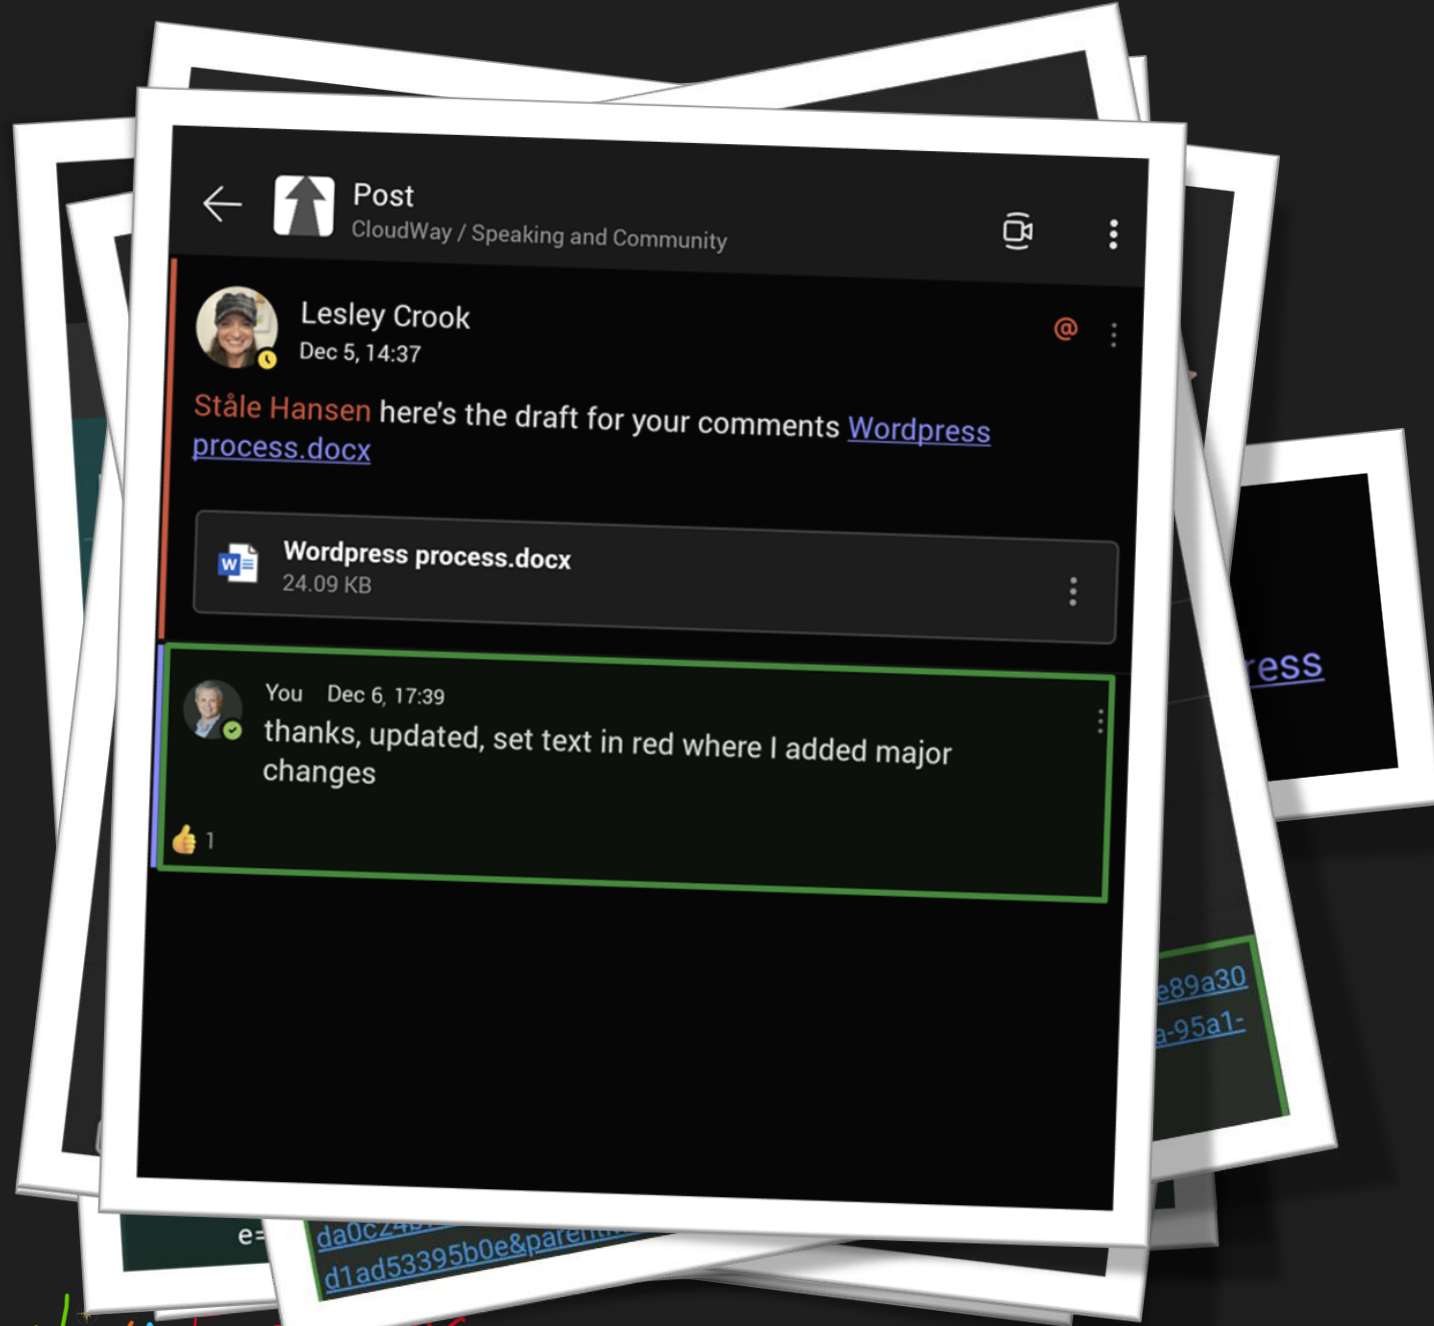 Post
CloudWay / Speaking and Community
Lesley Crook
Dec 5, 14:37
@
Ståle Hansen here's the draft for your comments Wordpress
process.docx
W
Wordpress process.docx
24.09 KB
You Dec 6, 17:39
thanks, updated, set text in red where I added major
changes
👍 1
ress
e89a30
a-95a1-
e=
d1ad53395b0e&parent